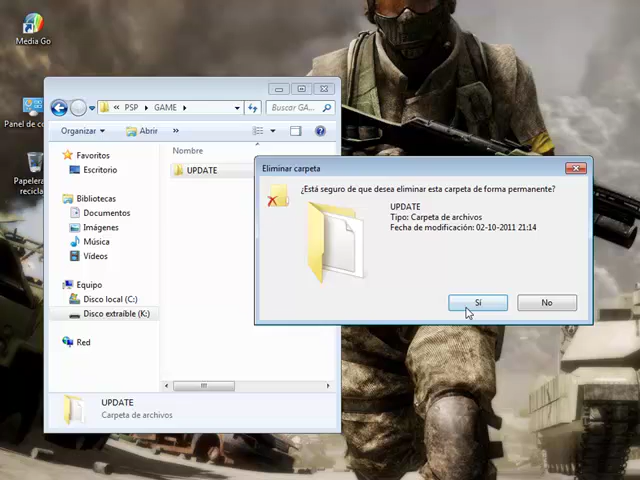 Media Go
Panel de co
Papelera
recicla
PSP
GAME
Buscar GA...
Organizar
Abrir
Nombre
Favoritos
Escritorio
UPDATE
Bibliotecas
Documentos
Imágenes
Música
Vídeos
Equipo
Disco local (C:)
Disco extraíble (K:)
Red
UPDATE
Carpeta de archivos
Eliminar carpeta
¿Está seguro de que desea eliminar esta carpeta de forma permanente?
UPDATE
Tipo: Carpeta de archivos
Fecha de modificación: 02-10-2011 21:14
Sí
No